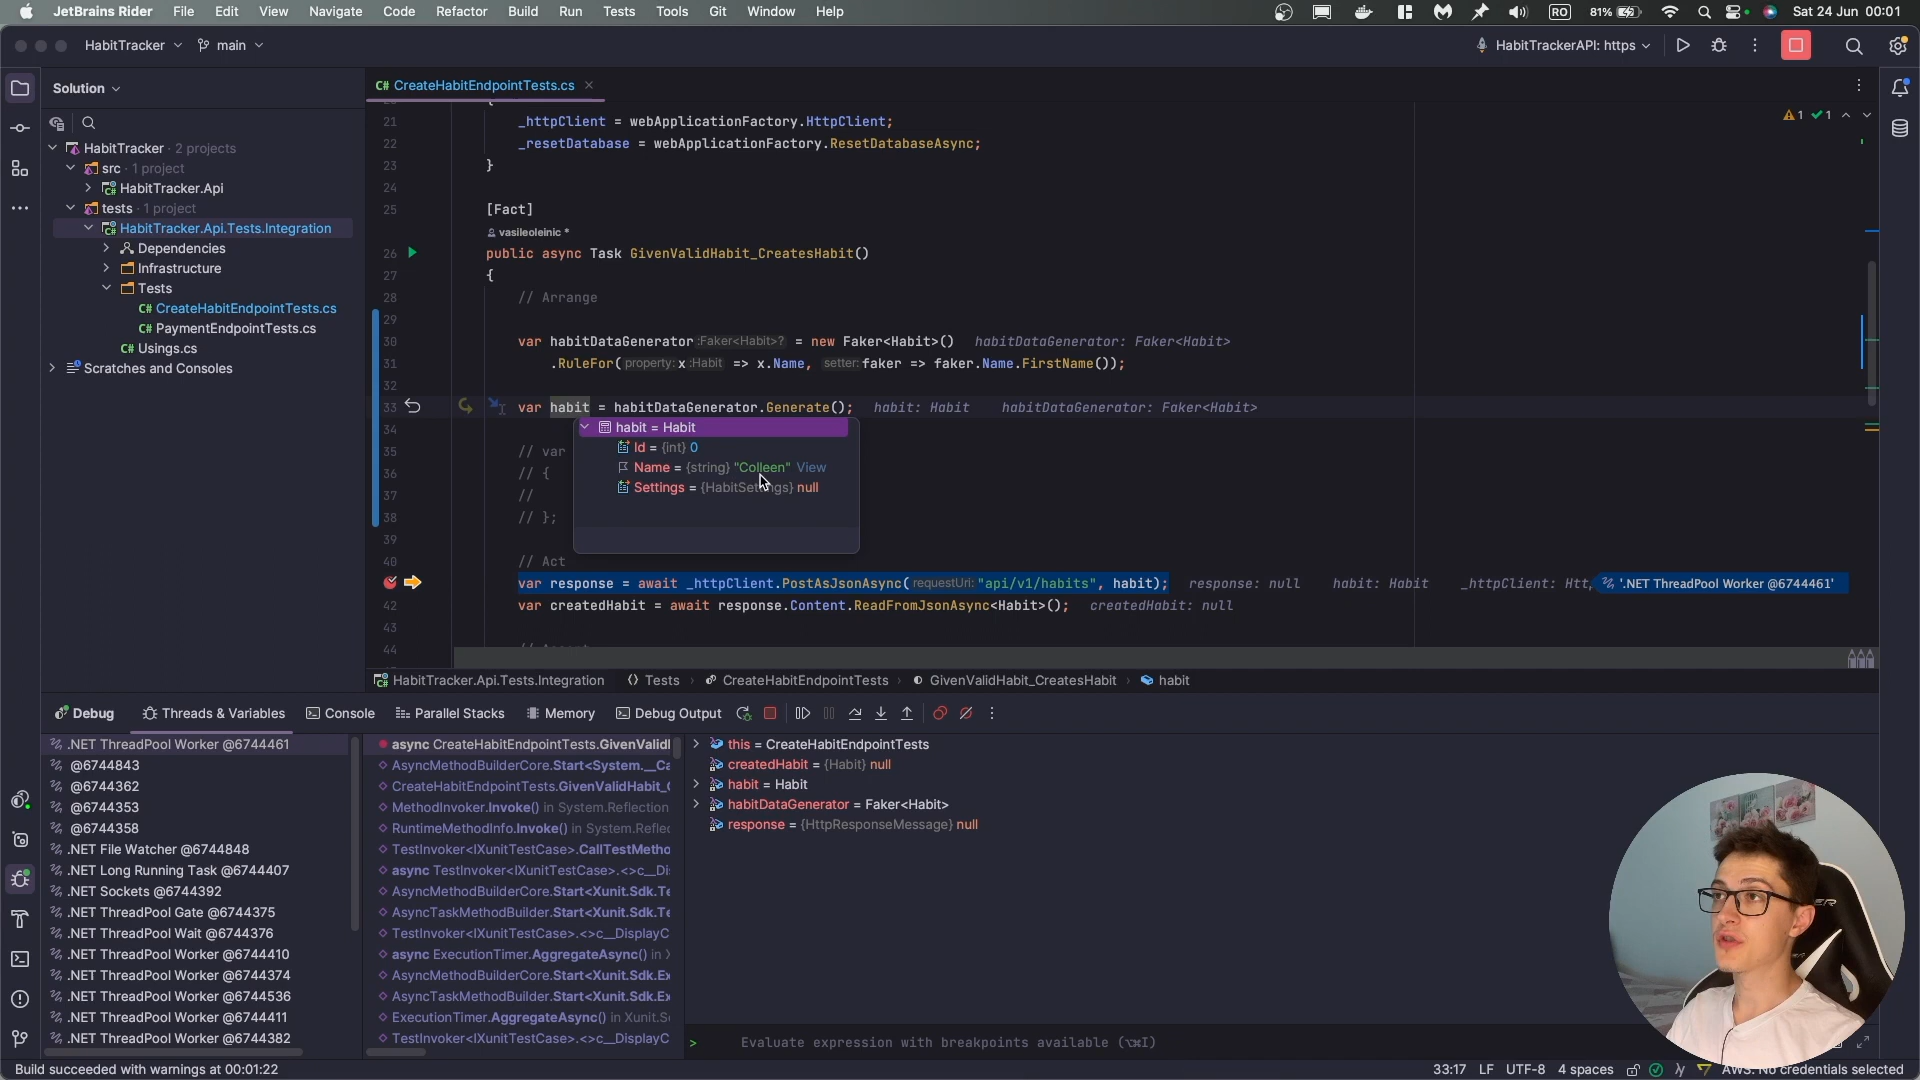 JetBrains Rider File Edit View Navigate Code Refactor Build Run Tests Tools Git Window Help RO 81% Sat 24 Jun 00:01
HabitTracker main HabitTrackerAPI: https
Solution
HabitTracker · 2 projects
src · 1 project
HabitTracker.Api
tests · 1 project
HabitTracker.Api.Tests.Integration
Dependencies
Infrastructure
Tests
C# CreateHabitEndpointTests.cs
C# PaymentEndpointTests.cs
C# Usings.cs
Scratches and Consoles
C# CreateHabitEndpointTests.cs
1 1
21 _httpClient = webApplicationFactory.HttpClient;
22 _resetDatabase = webApplicationFactory.ResetDatabaseAsync;
23 }
24
25 [Fact]
vasileoleinic *
26 public async Task GivenValidHabit_CreatesHabit()
27 {
28 // Arrange
29
30 var habitDataGenerator :Faker<Habit>? = new Faker<Habit>() habitDataGenerator: Faker<Habit>
31 .RuleFor( property: x :Habit => x.Name, setter: faker => faker.Name.FirstName());
32
33 var habit = habitDataGenerator.Generate(); habit: Habit habitDataGenerator: Faker<Habit>
34
35 // var
36 // {
37 //
38 // };
39
40 // Act
var response = await _httpClient.PostAsJsonAsync( requestUri: "api/v1/habits", habit); response: null habit: Habit _httpClient: Htt, '.NET ThreadPool Worker @6744461'
42 var createdHabit = await response.Content.ReadFromJsonAsync<Habit>(); createdHabit: null
43
44
habit = Habit
Id = {int} 0
Name = {string} "Colleen" View
Settings = {HabitSettings} null
HabitTracker.Api.Tests.Integration Tests CreateHabitEndpointTests GivenValidHabit_CreatesHabit habit
Debug Threads & Variables Console Parallel Stacks Memory Debug Output
.NET ThreadPool Worker @6744461
@6744843
@6744362
@6744353
@6744358
.NET File Watcher @6744848
.NET Long Running Task @6744407
.NET Sockets @6744392
.NET ThreadPool Gate @6744375
.NET ThreadPool Wait @6744376
.NET ThreadPool Worker @6744410
.NET ThreadPool Worker @6744374
.NET ThreadPool Worker @6744536
.NET ThreadPool Worker @6744411
.NET ThreadPool Worker @6744382
async CreateHabitEndpointTests.GivenValidI
AsyncMethodBuilderCore.Start<System.__Ca
CreateHabitEndpointTests.GivenValidHabit_C
MethodInvoker.Invoke() in System.Reflection
RuntimeMethodInfo.Invoke() in System.Reflec
TestInvoker<IXunitTestCase>.CallTestMetho
async TestInvoker<IXunitTestCase>.<>c__Di
AsyncMethodBuilderCore.Start<Xunit.Sdk.Te
AsyncTaskMethodBuilder.Start<Xunit.Sdk.Te
TestInvoker<IXunitTestCase>.<>c__DisplayC
async ExecutionTimer.AggregateAsync() in X
AsyncMethodBuilderCore.Start<Xunit.Sdk.Ex
AsyncTaskMethodBuilder.Start<Xunit.Sdk.Ex
ExecutionTimer.AggregateAsync() in Xunit.Sc
TestInvoker<IXunitTestCase>.<>c__DisplayC
this = CreateHabitEndpointTests
createdHabit = {Habit} null
habit = Habit
habitDataGenerator = Faker<Habit>
response = {HttpResponseMessage} null
> Evaluate expression with breakpoints available (⌥⌘I)
Build succeeded with warnings at 00:01:22 33:17 LF UTF-8 4 spaces AWS: No credentials selected